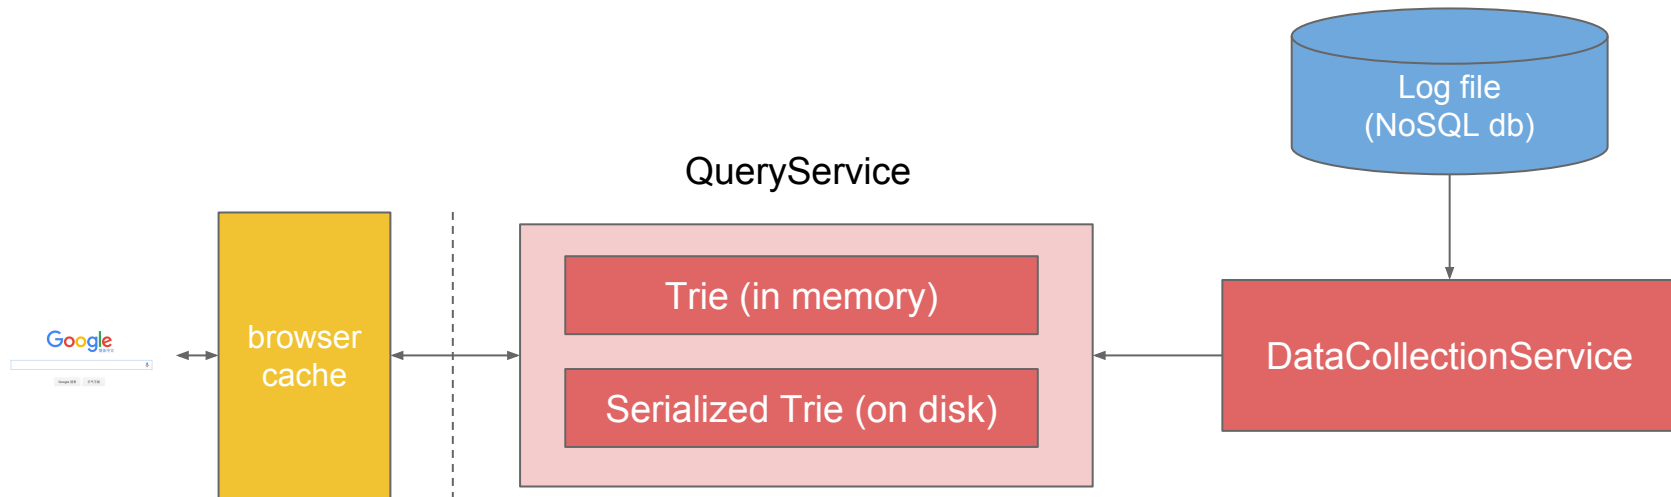 Log file
(NoSQL db)
QueryService
Trie (in memory)
Google
browser
cache
DataCollectionService
Serialized Trie (on disk)